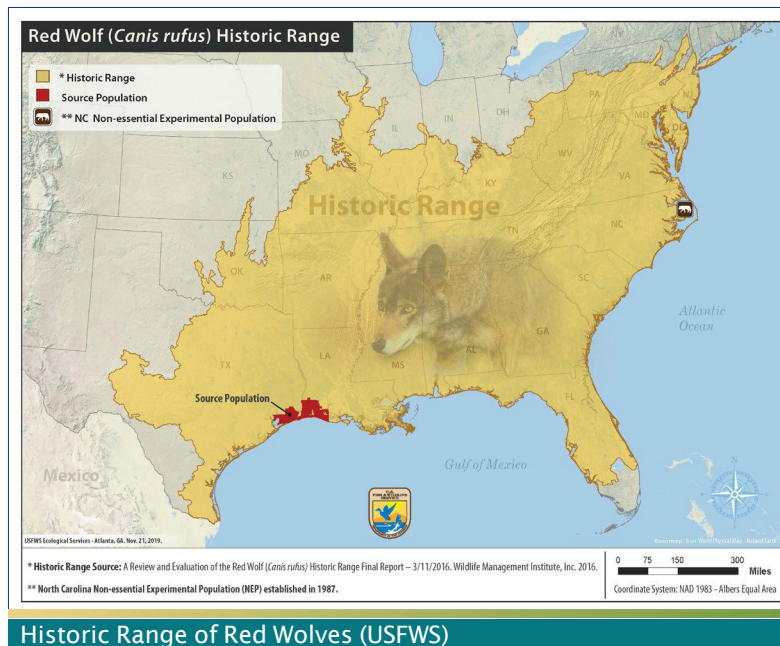 Red Wolf (Canis rufus) Historic Range
* Historic Range
Source Population
** NC Non-essential Experimental Population
NY
PA
NJ
MD
DE
OH
IN
IL
MO
KS
WV
VA
KY
Historic Range
NC
TN
OK
AR
SC
Atlantic
Ocean
TX
LA
MS
AL
GA
FL
Source Population
Mexico
Gulf of Mexico
N
U.S.
FISH & WILDLIFE
SERVICE
USFWS Ecological Services - Atlanta, GA. Nov. 21, 2019.
* Historic Range Source: A Review and Evaluation of the Red Wolf (Canis rufus) Historic Range Final Report – 3/11/2016. Wildlife Management Institute, Inc. 2016.
** North Carolina Non-essential Experimental Population (NEP) established in 1987.
0 75 150 300
Miles
Coordinate System: NAD 1983 - Albers Equal Area
Historic Range of Red Wolves (USFWS)